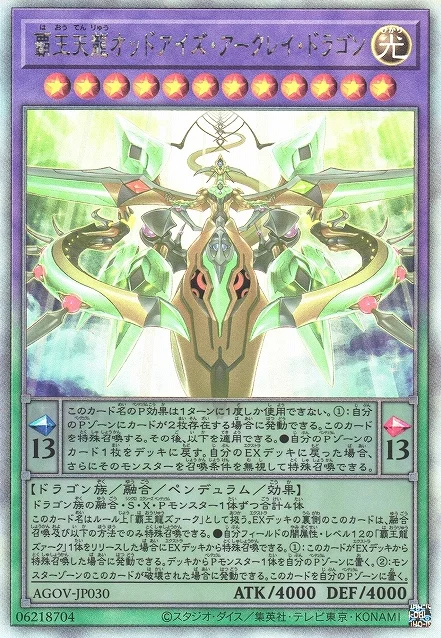 覇王天龍オッドアイズ・アークレイ・ドラゴン
光
このカード名のP効果は1ターンに1度しか使用できない。①:自分
のPゾーンにカードが2枚存在する場合に発動できる。このカード
を特殊召喚する。その後、以下を適用できる。●自分のPゾーンの
カード1枚をデッキに戻す。自分のEXデッキに戻った場合、
さらにそのモンスターを召喚条件を無視して特殊召喚できる。
13
13
【ドラゴン族/融合/ペンデュラム/効果】
ドラゴン族の融合・S・X・Pモンスター1体ずつ合計4体
このカード名はルール上「覇王龍ズァーク」として扱う。EXデッキの裏側のこのカードは、融合
召喚及び以下の方法でのみ特殊召喚できる。●自分フィールドの闇属性・レベル12の「覇王龍
ズァーク」1体をリリースした場合にEXデッキから特殊召喚できる。①:このカードがEXデッキから
特殊召喚した場合に発動できる。自分のデッキからPモンスター1体を自分のPゾーンに置く。②:モン
スターゾーンのこのカードが破壊された場合に発動できる。このカードを自分のPゾーンに置く。
AGOV-JP030
ATK/4000 DEF/4000
06218704
©スタジオ・ダイス/集英社・テレビ東京・KONAMI